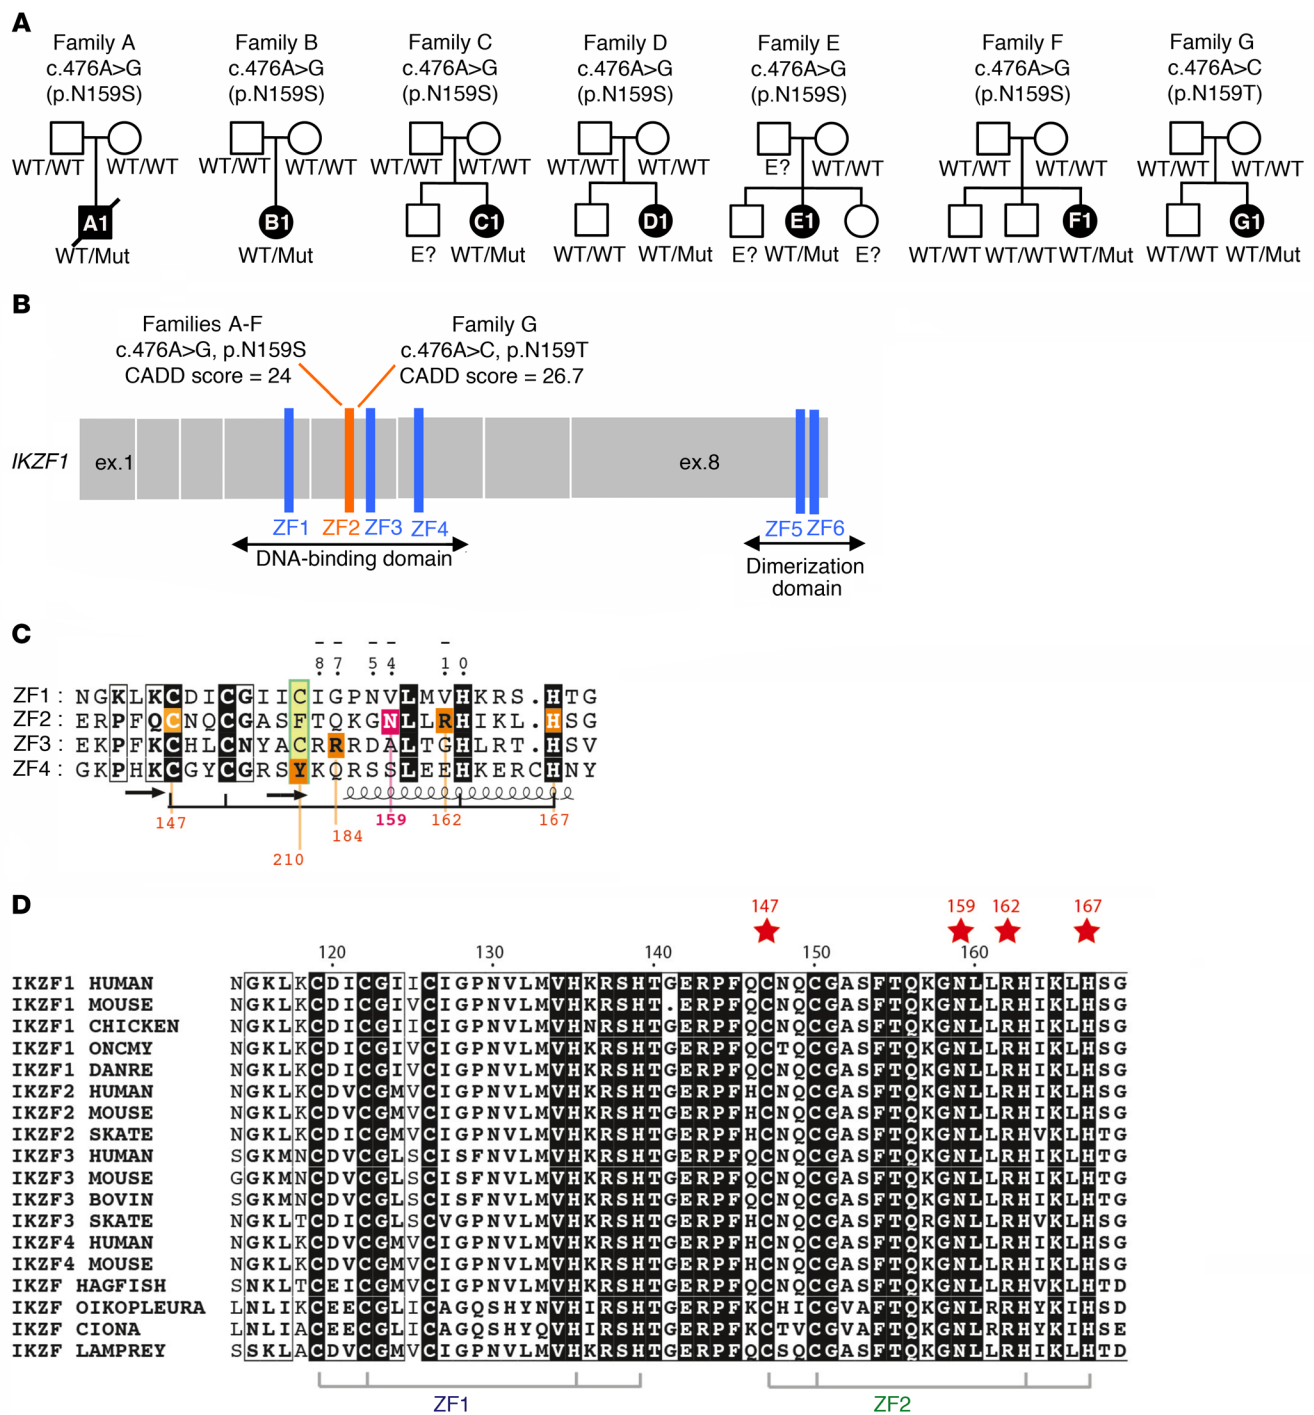 A
Family A
c.476A>G
(p.N159S)
WT/WT WT/WT
A1
WT/Mut
Family B
c.476A>G
(p.N159S)
WT/WT WT/WT
B1
WT/Mut
Family C
c.476A>G
(p.N159S)
WT/WT WT/WT
C1
E? WT/Mut
Family D
c.476A>G
(p.N159S)
WT/WT WT/WT
D1
WT/WT WT/Mut
Family E
c.476A>G
(p.N159S)
E? WT/WT
E1
E? WT/Mut E?
Family F
c.476A>G
(p.N159S)
WT/WT WT/WT
F1
WT/WT WT/WT WT/Mut
Family G
c.476A>C
(p.N159T)
WT/WT WT/WT
G1
WT/WT WT/Mut
B
Families A-F
c.476A>G, p.N159S
CADD score = 24
Family G
c.476A>C, p.N159T
CADD score = 26.7
IKZF1 ex.1 ex.8
ZF1 ZF2 ZF3 ZF4 ZF5 ZF6
DNA-binding domain
Dimerization
domain
C
– – – – –
8 7 5 4 1 0
ZF1 : NGKLKCDICGIICIGPNVLMVHKRS.HTG
ZF2 : ERPFQCNQCGASFTQKGNLLRHIKL.HSG
ZF3 : EKPFKCHLCNYACRRRDALTGHLRT.HSV
ZF4 : GKPHKCGYCGRSYKQRSSLEEHKERCHNY
147 159 162 167
184
210
D
147 159 162 167
120 130 140 150 160
IKZF1 HUMAN NGKLKCDICGIICIGPNVLMVHKRSHTGERPFQCNQCGASFTQKGNLLRHIKLHSG
IKZF1 MOUSE NGKLKCDICGIVCIGPNVLMVHKRSHT.ERPFQCNQCGASFTQKGNLLRHIKLHSG
IKZF1 CHICKEN NGKLKCDICGIICIGPNVLMVHNRSHTGERPFQCNQCGASFTQKGNLLRHIKLHSG
IKZF1 ONCMY NGKLKCDICGIVCIGPNVLMVHKRSHTGERPFQCTQCGASFTQKGNLLRHIKLHSG
IKZF1 DANRE NGKLKCDICGIVCIGPNVLMVHKRSHTGERPFQCNQCGASFTQKGNLLRHIKLHSG
IKZF2 HUMAN NGKLKCDVCGMVCIGPNVLMVHKRSHTGERPFHCNQCGASFTQKGNLLRHIKLHSG
IKZF2 MOUSE NGKLKCDVCGMVCIGPNVLMVHKRSHTGERPFHCNQCGASFTQKGNLLRHIKLHSG
IKZF2 SKATE NGKLKCDICGMVCIGPNVLMVHKRSHTGERPFHCNQCGASFTQKGNLLRHVKLHTG
IKZF3 HUMAN SGKMNCDVCGLSCISFNVLMVHKRSHTGERPFQCNQCGASFTQKGNLLRHIKLHTG
IKZF3 MOUSE GGKMNCDVCGLSCISFNVLMVHKRSHTGERPFQCNQCGASFTQKGNLLRHIKLHTG
IKZF3 BOVIN SGKMNCDVCGLSCISFNVLMVHKRSHTGERPFQCNQCGASFTQKGNLLRHIKLHTG
IKZF3 SKATE NGKLTCDICGLSCVGPNVLMVHKRSHTGERPFHCNQCGASFTQRGNLLRHVKLHSG
IKZF4 HUMAN NGKLKCDVCGMVCIGPNVLMVHKRSHTGERPFHCNQCGASFTQKGNLLRHIKLHSG
IKZF4 MOUSE NGKLKCDVCGMVCIGPNVLMVHKRSHTGERPFHCNQCGASFTQKGNLLRHIKLHSG
IKZF HAGFISH SNKLTCEICGMVCIGPNVLMVHKRSHTGERPFQCNQCGASFTQKGNLLRHVKLHTD
IKZF OIKOPLEURA LNLIKCEECGLICAGQSHYNVHIRSHTGERPFKCHICGVAFTQKGNLRRHYKIHSD
IKZF CIONA LNLIACEECGLICAGQSHYQVHIRSHTGERPFKCTVCGVAFTQKGNLRRHYKIHSE
IKZF LAMPREY SSKLACDVCGMVCIGPNVLMVHKRSHTGERPFQCSQCGASFTQKGNLLRHIKLHTD
ZF1 ZF2